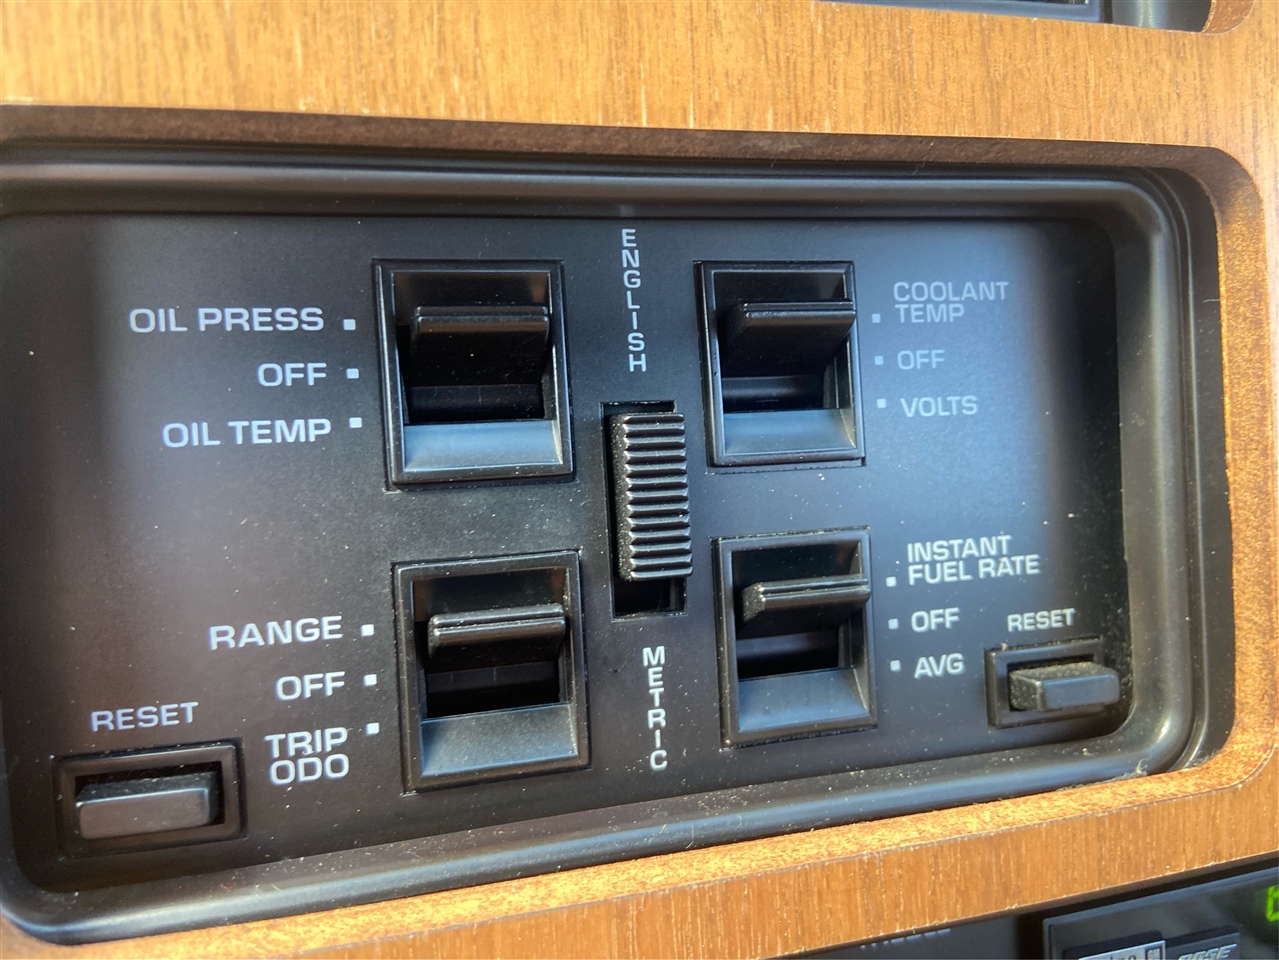 ENGLISH
OIL PRESS
OFF
OIL TEMP
COOLANT
TEMP
OFF
VOLTS
RANGE
OFF
TRIP
ODO
RESET
METRIC
INSTANT
FUEL RATE
OFF
AVG
RESET